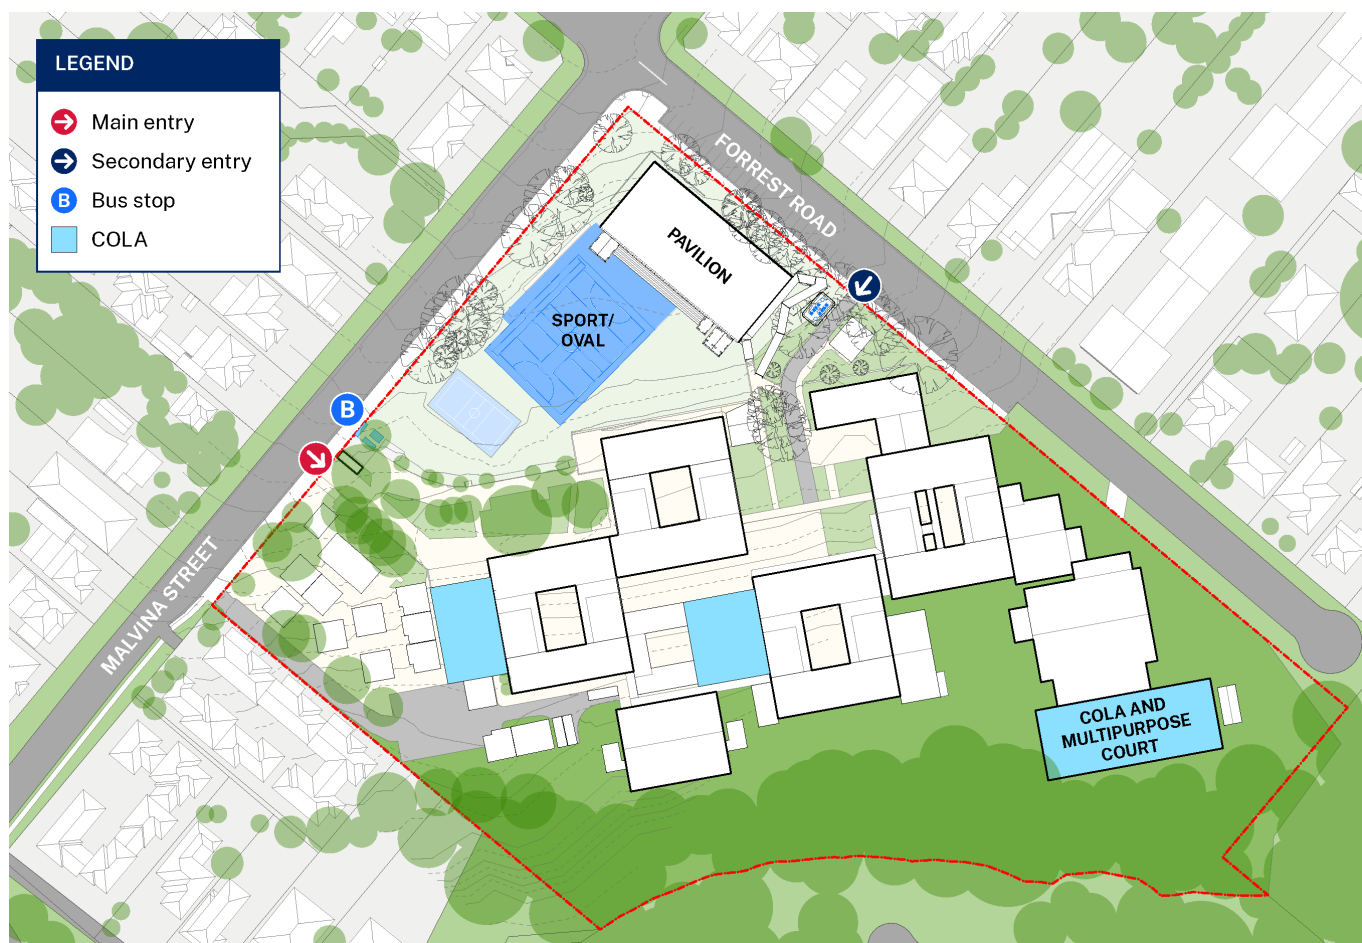 LEGEND
Main entry
Secondary entry
B
Bus stop
COLA
FORREST ROAD
PAVILION
SPORT/
OVAL
B
MALVINA STREET
COLA AND
MULTIPURPOSE
COURT